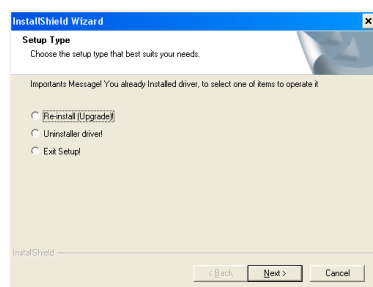 InstallShield Wizard
Setup Type
Choose the setup type that best suits your needs.
Importants Message! You already Installed driver, to select one of items to operate it
Re-install (Upgrade)!
Uninstaller driver!
Exit Setup!
InstallShield
< Back
Next >
Cancel